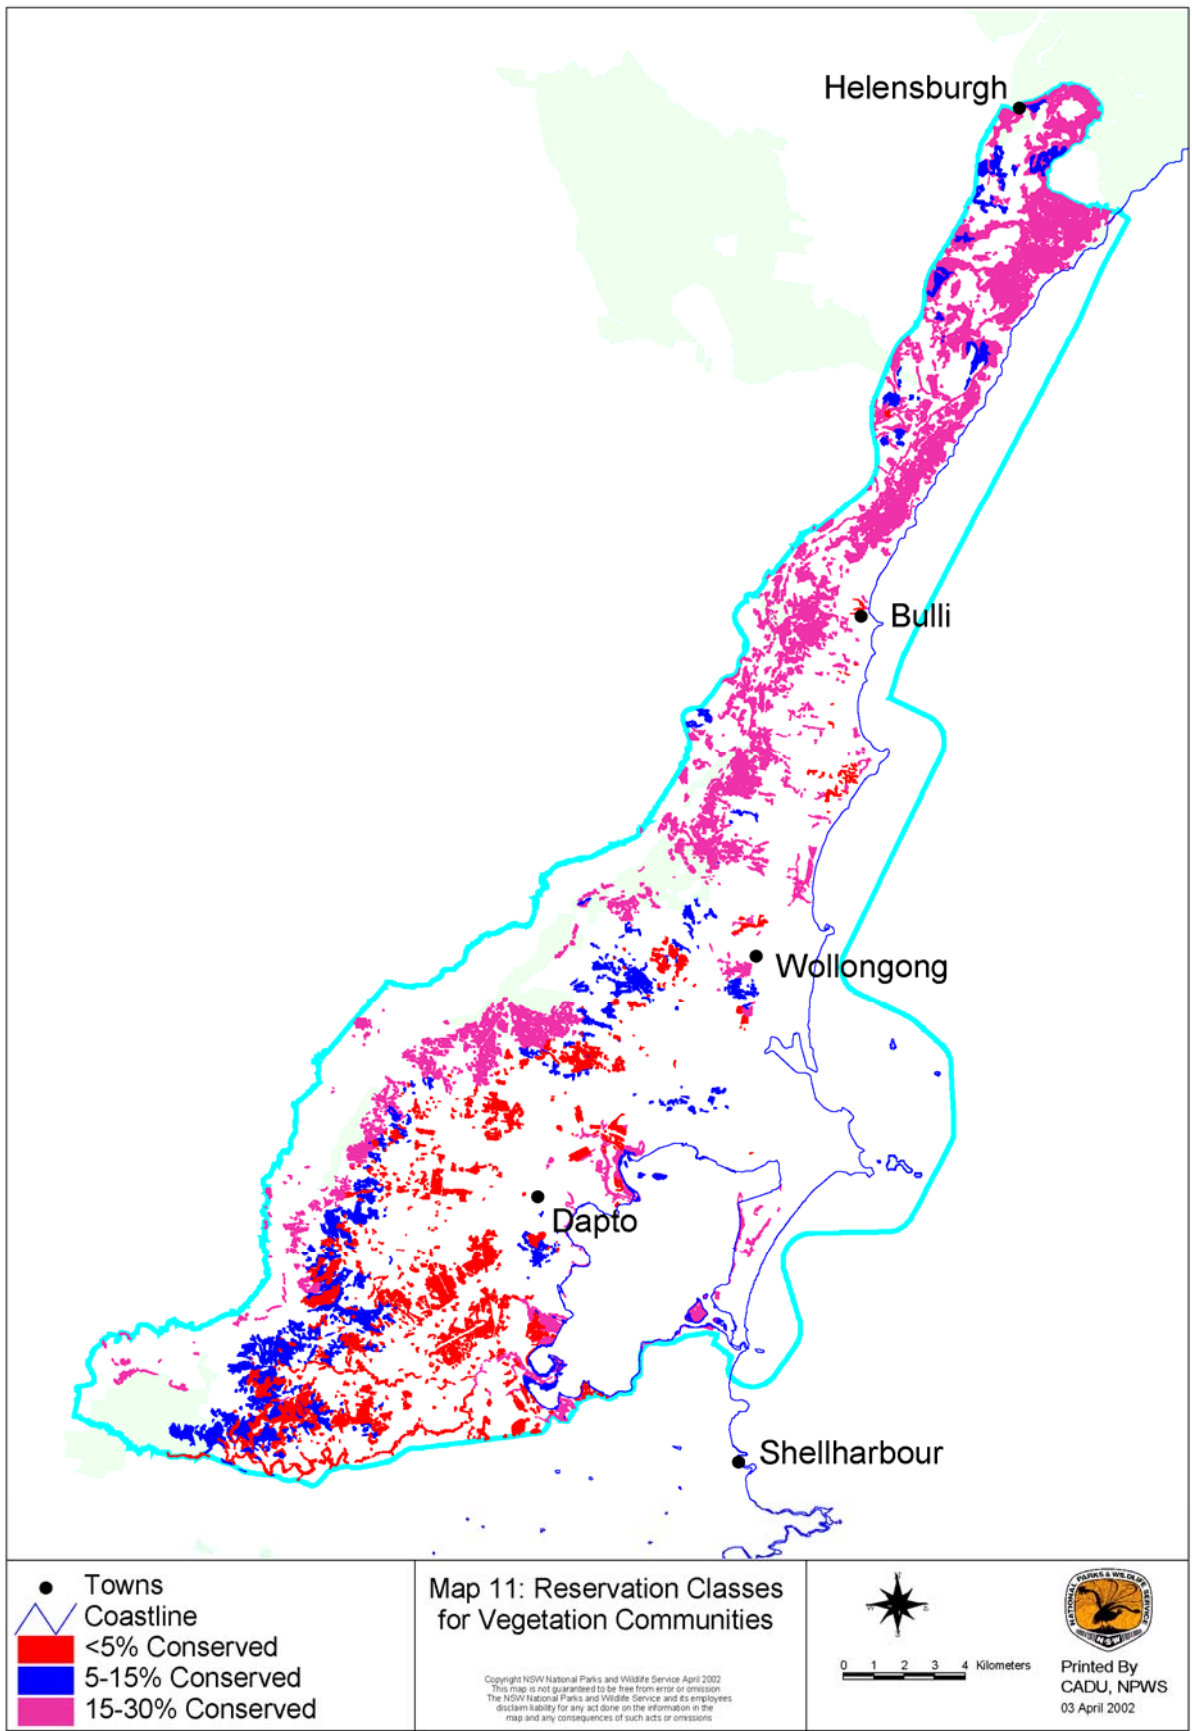 Helensburgh
Bulli
Wollongong
Dapto
Shellharbour
Towns
Coastline
<5% Conserved
5-15% Conserved
15-30% Conserved
Map 11: Reservation Classes
for Vegetation Communities
Copyright NSW National Parks and Wildlife Service April 2002
This map is not guaranteed to be free from error or omission
The NSW National Parks and Wildlife Service and its employees
disclaim liability for any act done on the information in the
map and any consequences of such acts or omissions
N
S
0 1 2 3 4 Kilometers
NATIONAL PARKS & WILDLIFE SERVICE
N·S·W
Printed By
CADU, NPWS
03 April 2002